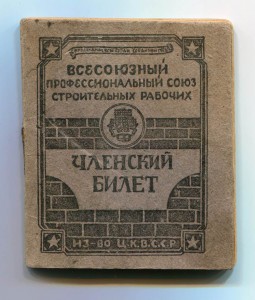 ВСЕСОЮЗНЫЙ
ПРОФЕССИОНАЛЬНЫЙ СОЮЗ
СТРОИТЕЛЬНЫХ РАБОЧИХ
ЧЛЕНСКИЙ
БИЛЕТ
ИЗ-ВО Ц.К.В.С.С.Р.